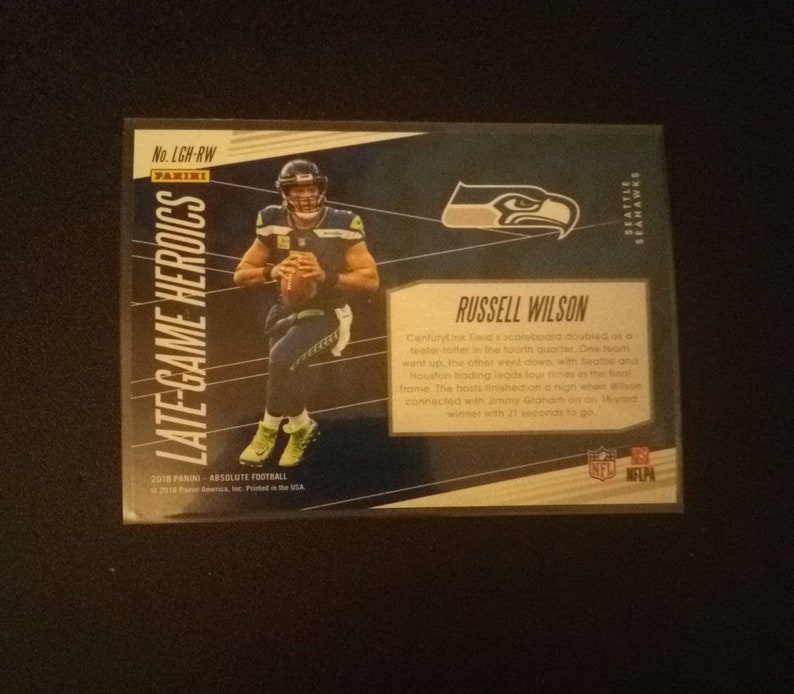 No. LGH-RW
PANINI
LATE-GAME HEROICS
SEATTLE
SEAHAWKS
RUSSELL WILSON
CenturyLink Field's scoreboard doubled as a
teeter-totter in the fourth quarter. One team
went up, the other went down, with Seattle and
Houston trading leads four times in the final
frame. The hosts finished on a high when Wilson
connected with Jimmy Graham on an 18-yard
winner with 21 seconds to go.
2018 PANINI - ABSOLUTE FOOTBALL
© 2018 Panini America, Inc. Printed in the USA.
NFL
NFLPA